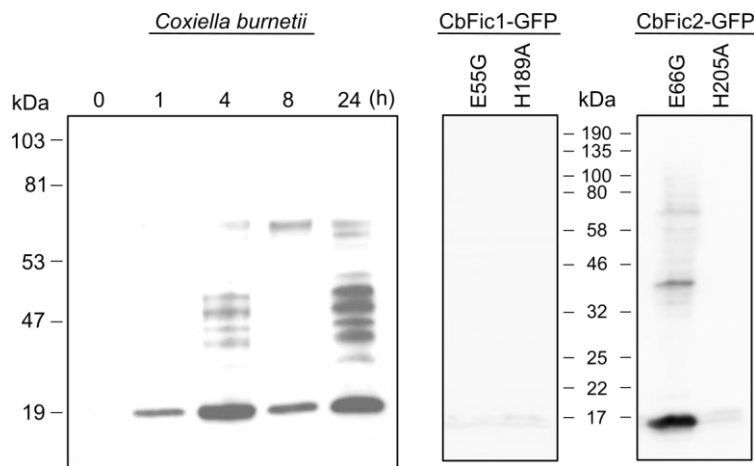 Coxiella burnetii
CbFic1-GFP
CbFic2-GFP
E55G
H189A
E66G
H205A
kDa
0 1 4 8 24 (h)
kDa
103
81
53
47
19
190
135
100
80
58
46
32
25
22
17